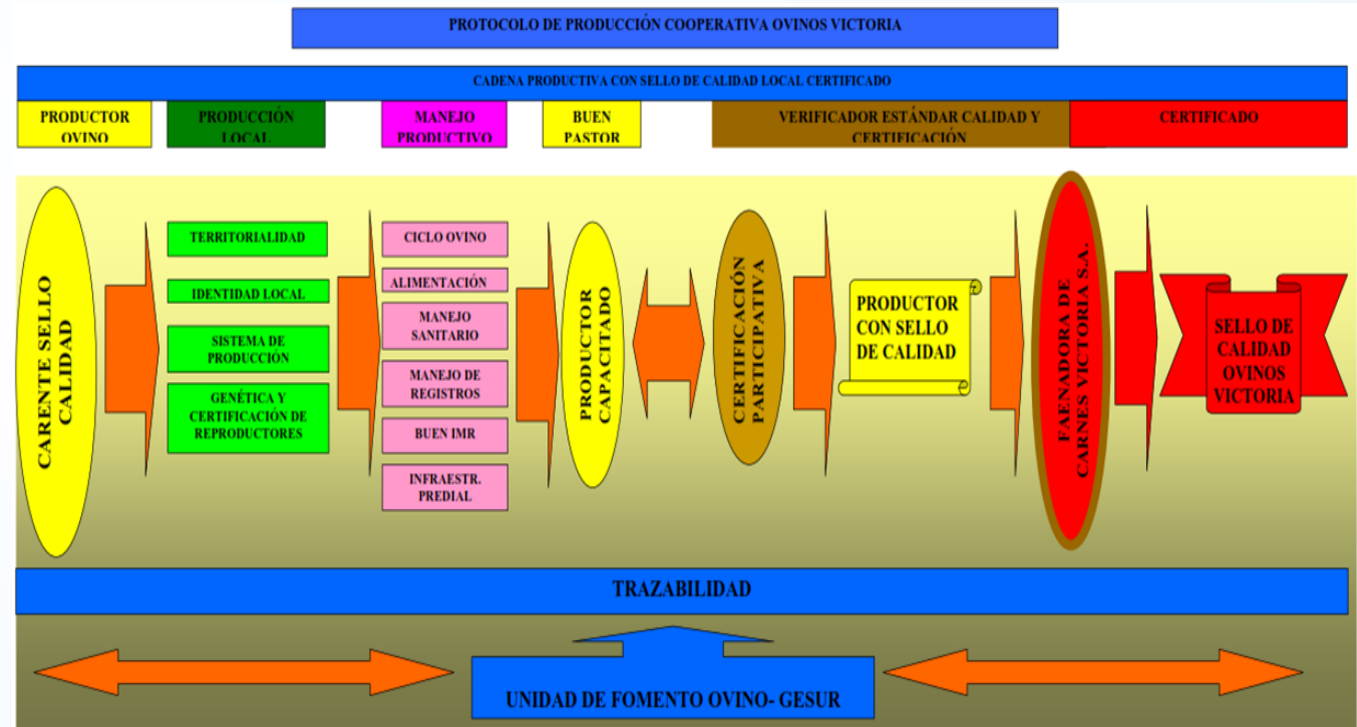 PROTOCOLO DE PRODUCCIÓN COOPERATIVA OVINOS VICTORIA
CADENA PRODUCTIVA CON SELLO DE CALIDAD LOCAL CERTIFICADO
PRODUCTOR
OVINO
PRODUCCIÓN
LOCAL
MANEJO
PRODUCTIVO
BUEN
PASTOR
VERIFICADOR ESTÁNDAR CALIDAD Y
CERTIFICACIÓN
CERTIFICADO
CARENTE SELLO
CALIDAD
TERRITORIALIDAD
IDENTIDAD LOCAL
SISTEMA DE
PRODUCCIÓN
GENÉTICA Y
CERTIFICACIÓN DE
REPRODUCTORES
CICLO OVINO
ALIMENTACIÓN
MANEJO
SANITARIO
MANEJO DE
REGISTROS
BUEN IMR
INFRAESTR.
PREDIAL
PRODUCTOR
CAPACITADO
CERTIFICACIÓN
PARTICIPATIVA
PRODUCTOR
CON SELLO
DE CALIDAD
FAENADORA DE
CARNES VICTORIA S.A.
SELLO DE
CALIDAD
OVINOS
VICTORIA
TRAZABILIDAD
UNIDAD DE FOMENTO OVINO- GESUR